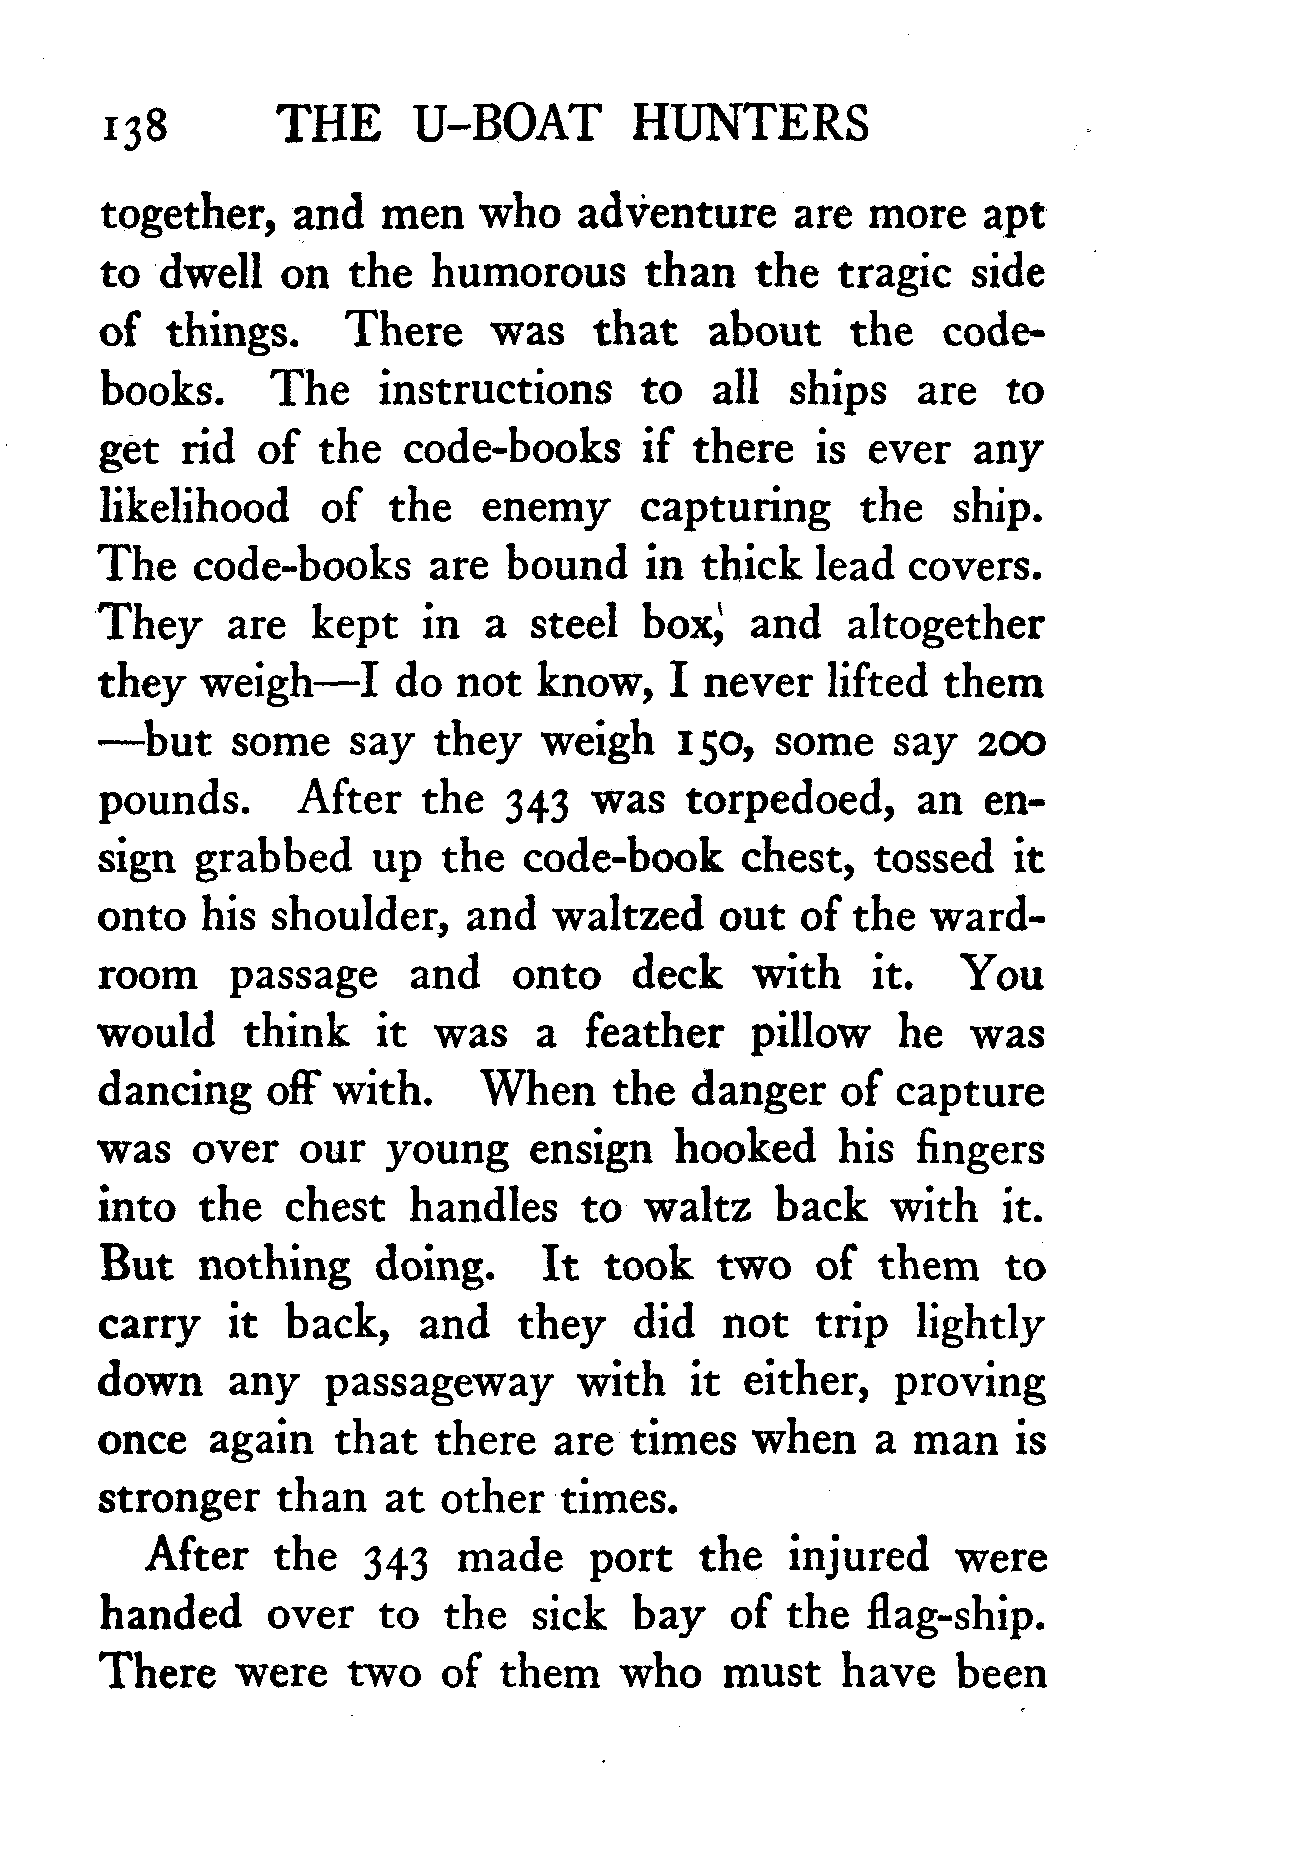 138 THE U-BOAT HUNTERS
together, and men who adventure are more apt
to dwell on the humorous than the tragic side
of things. There was that about the code-
books. The instructions to all ships are to
get rid of the code-books if there is ever any
likelihood of the enemy capturing the ship.
The code-books are bound in thick lead covers.
They are kept in a steel box, and altogether
they weigh—I do not know, I never lifted them
—but some say they weigh 150, some say 200
pounds. After the 343 was torpedoed, an en-
sign grabbed up the code-book chest, tossed it
onto his shoulder, and waltzed out of the ward-
room passage and onto deck with it. You
would think it was a feather pillow he was
dancing off with. When the danger of capture
was over our young ensign hooked his fingers
into the chest handles to waltz back with it.
But nothing doing. It took two of them to
carry it back, and they did not trip lightly
down any passageway with it either, proving
once again that there are times when a man is
stronger than at other times.
After the 343 made port the injured were
handed over to the sick bay of the flag-ship.
There were two of them who must have been